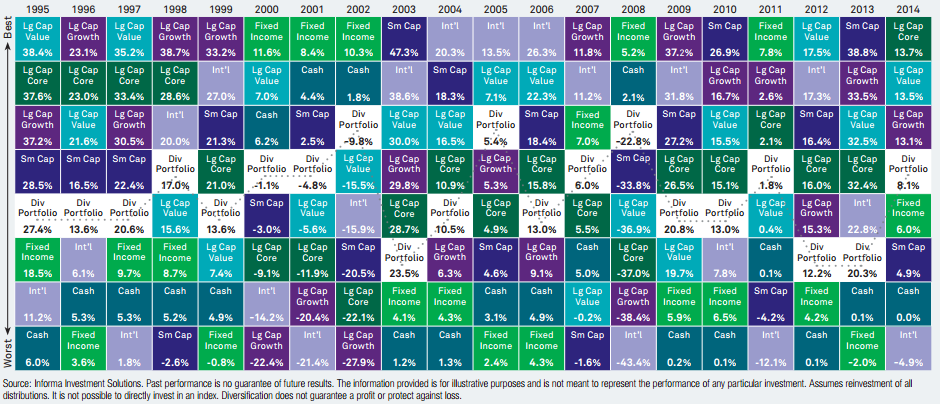 1995 1996 1997 1998 1999 2000 2001 2002 2003 2004 2005 2006 2007 2008 2009 2010 2011 2012 2013 2014
Best
Lg Cap Value 38.4% Lg Cap Growth 23.1% Lg Cap Value 35.2% Lg Cap Growth 38.7% Lg Cap Growth 33.2% Fixed Income 11.6% Fixed Income 8.4% Fixed Income 10.3% Sm Cap 47.3% Int'l 20.3% Int'l 13.5% Int'l 26.3% Lg Cap Growth 11.8% Fixed Income 5.2% Lg Cap Growth 37.2% Sm Cap 26.9% Fixed Income 7.8% Lg Cap Value 17.5% Sm Cap 38.8% Lg Cap Core 13.7%
Lg Cap Core 37.6% Lg Cap Core 23.0% Lg Cap Core 33.4% Lg Cap Core 28.6% Int'l 27.0% Lg Cap Value 7.0% Cash 4.4% Cash 1.8% Int'l 38.6% Sm Cap 18.3% Lg Cap Value 7.1% Lg Cap Value 22.3% Int'l 11.2% Cash 2.1% Int'l 31.8% Lg Cap Growth 16.7% Lg Cap Growth 2.6% Int'l 17.3% Lg Cap Growth 33.5% Lg Cap Value 13.5%
Lg Cap Growth 37.2% Lg Cap Value 21.6% Lg Cap Growth 30.5% Int'l 20.0% Sm Cap 21.3% Cash 6.2% Sm Cap 2.5% Div Portfolio -9.8% Lg Cap Value 30.0% Lg Cap Value 16.5% Div Portfolio 5.4% Sm Cap 18.4% Fixed Income 7.0% Div Portfolio -22.8% Sm Cap 27.2% Lg Cap Value 15.5% Lg Cap Core 2.1% Sm Cap 16.4% Lg Cap Value 32.5% Lg Cap Growth 13.1%
Sm Cap 28.5% Sm Cap 16.5% Sm Cap 22.4% Div Portfolio 17.0% Lg Cap Core 21.0% Div Portfolio -1.1% Div Portfolio -4.8% Lg Cap Value -15.5% Lg Cap Growth 29.8% Lg Cap Core 10.9% Lg Cap Growth 5.3% Lg Cap Core 15.8% Div Portfolio 6.0% Sm Cap -33.8% Lg Cap Core 26.5% Lg Cap Core 15.1% Div Portfolio 1.8% Lg Cap Core 16.0% Lg Cap Core 32.4% Div Portfolio 8.1%
Div Portfolio 27.4% Div Portfolio 13.6% Div Portfolio 20.6% Lg Cap Value 15.6% Div Portfolio 13.6% Sm Cap -3.0% Lg Cap Value -5.6% Int'l -15.9% Lg Cap Core 28.7% Div Portfolio 10.5% Lg Cap Core 4.9% Div Portfolio 13.0% Lg Cap Core 5.5% Lg Cap Value -36.9% Div Portfolio 20.8% Div Portfolio 13.0% Lg Cap Value 0.4% Lg Cap Growth 15.3% Int'l 22.8% Fixed Income 6.0%
Fixed Income 18.5% Int'l 6.1% Fixed Income 9.7% Fixed Income 8.7% Lg Cap Value 7.4% Lg Cap Core -9.1% Lg Cap Core -11.9% Sm Cap -20.5% Div Portfolio 23.5% Lg Cap Growth 6.3% Sm Cap 4.6% Lg Cap Growth 9.1% Cash 5.0% Lg Cap Core -37.0% Lg Cap Value 19.7% Int'l 7.8% Cash 0.1% Div Portfolio 12.2% Div Portfolio 20.3% Sm Cap 4.9%
Int'l 11.2% Cash 5.3% Cash 5.3% Cash 5.2% Cash 4.9% Int'l -14.2% Lg Cap Growth -20.4% Lg Cap Core -22.1% Fixed Income 4.1% Fixed Income 4.3% Cash 3.1% Cash 4.9% Lg Cap Value -0.2% Lg Cap Growth -38.4% Fixed Income 5.9% Fixed Income 6.5% Sm Cap -4.2% Fixed Income 4.2% Cash 0.1% Cash 0.0%
Worst
Cash 6.0% Fixed Income 3.6% Int'l 1.8% Sm Cap -2.6% Fixed Income -0.8% Lg Cap Growth -22.4% Int'l -21.4% Lg Cap Growth -27.9% Cash 1.2% Cash 1.3% Fixed Income 2.4% Fixed Income 4.3% Sm Cap -1.6% Int'l -43.4% Cash 0.2% Cash 0.1% Int'l -12.1% Cash 0.1% Fixed Income -2.0% Int'l -4.9%
Source: Informa Investment Solutions. Past performance is no guarantee of future results. The information provided is for illustrative purposes and is not meant to represent the performance of any particular investment. Assumes reinvestment of all
distributions. It is not possible to directly invest in an index. Diversification does not guarantee a profit or protect against loss.